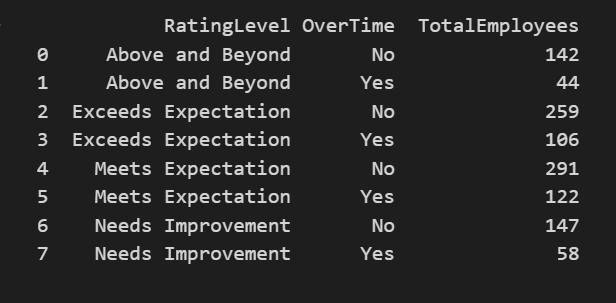 RatingLevel OverTime TotalEmployees
0 Above and Beyond No 142
1 Above and Beyond Yes 44
2 Exceeds Expectation No 259
3 Exceeds Expectation Yes 106
4 Meets Expectation No 291
5 Meets Expectation Yes 122
6 Needs Improvement No 147
7 Needs Improvement Yes 58